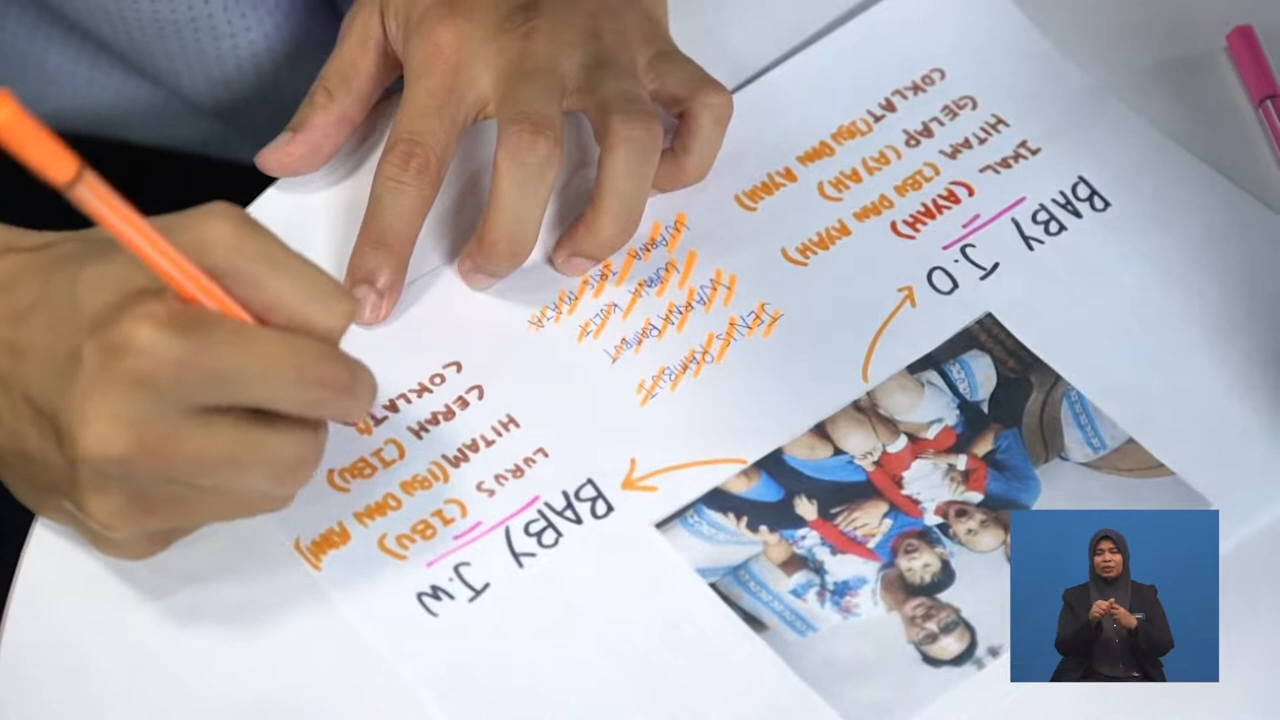 BABY J.O
IKAL (AYAH)
HITAM (IBU DAN AYAH)
GELAP (AYAH)
COKLAT (IBU DAN AYAH)
JENIS RAMBUT
WARNA RAMBUT
WARNA KULIT
WARNA IRIS MATA
BABY J.W
LURUS (IBU)
HITAM (IBU DAN AYAH)
CERAH (IBU)
COKLAT